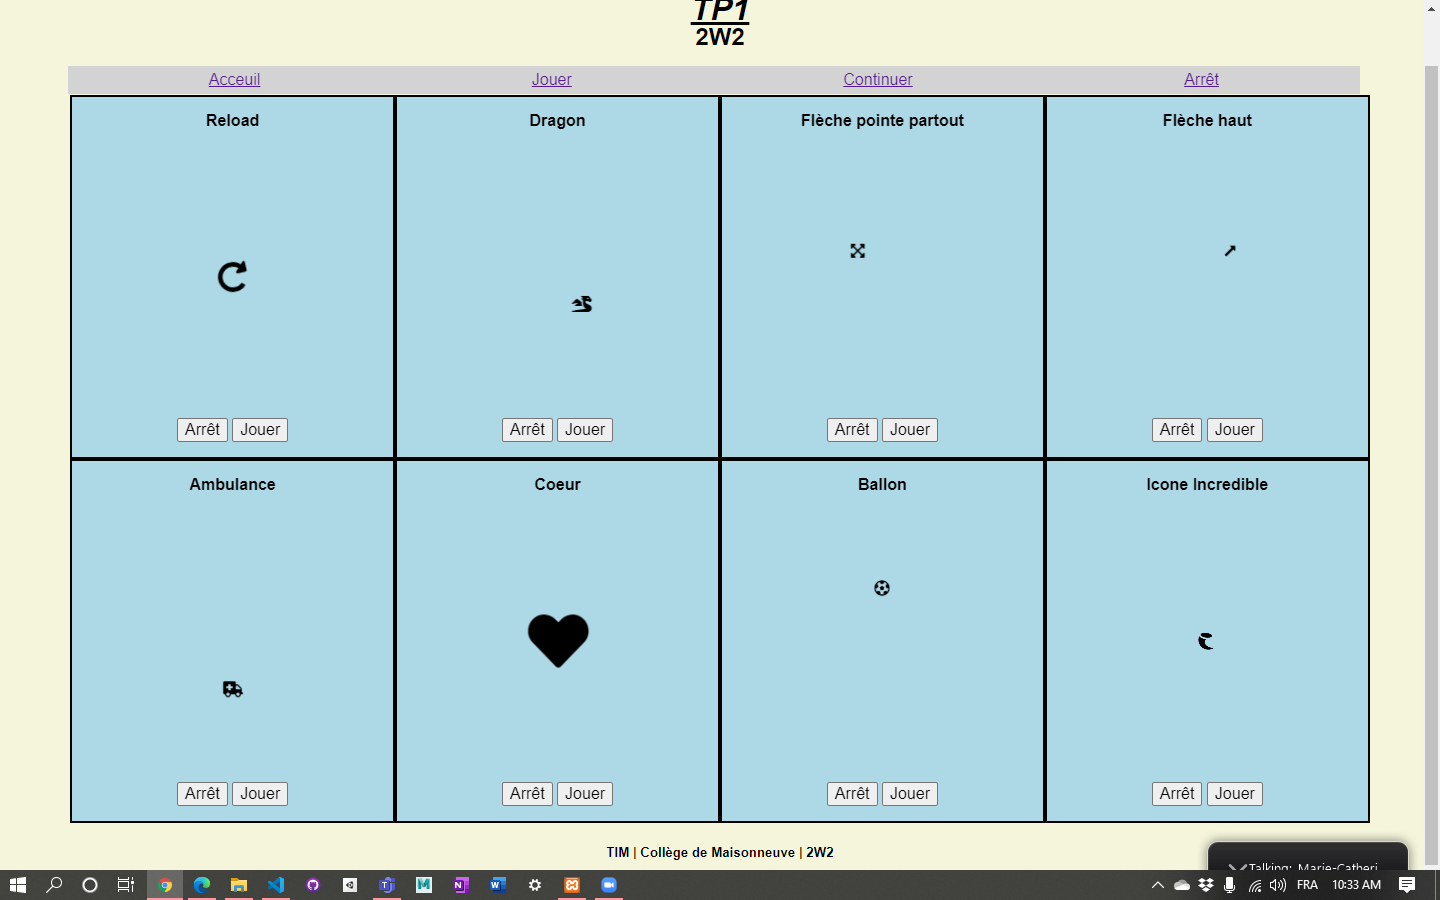 TP1
2W2
Acceuil Jouer Continuer Arrêt
Reload Dragon Flèche pointe partout Flèche haut
Arrêt Jouer Arrêt Jouer Arrêt Jouer Arrêt Jouer
Ambulance Coeur Ballon Icone Incredible
Arrêt Jouer Arrêt Jouer Arrêt Jouer Arrêt Jouer
TIM | Collège de Maisonneuve | 2W2
Talking: Marie-Catheri
FRA 10:33 AM